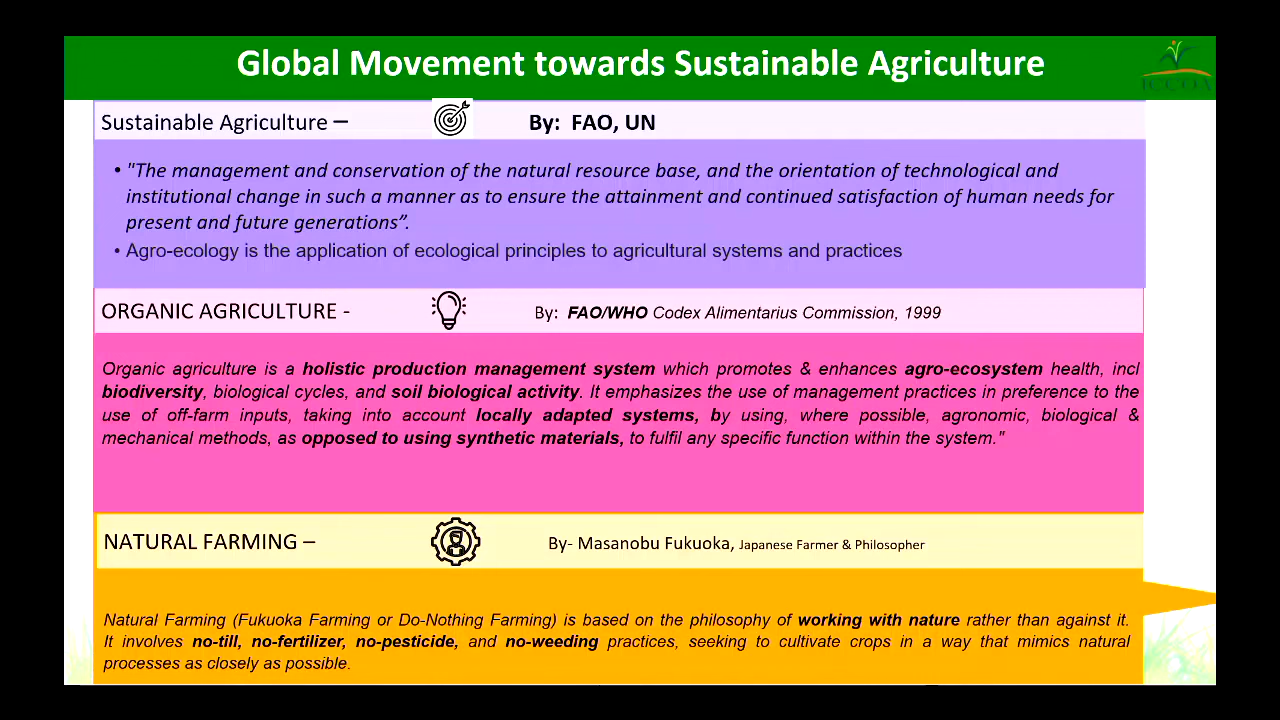 Global Movement towards Sustainable Agriculture
ICCOA
Sustainable Agriculture –
By: FAO, UN
• "The management and conservation of the natural resource base, and the orientation of technological and
institutional change in such a manner as to ensure the attainment and continued satisfaction of human needs for
present and future generations”.
• Agro-ecology is the application of ecological principles to agricultural systems and practices
ORGANIC AGRICULTURE -
By: FAO/WHO Codex Alimentarius Commission, 1999
Organic agriculture is a holistic production management system which promotes & enhances agro-ecosystem health, incl
biodiversity, biological cycles, and soil biological activity. It emphasizes the use of management practices in preference to the
use of off-farm inputs, taking into account locally adapted systems, by using, where possible, agronomic, biological &
mechanical methods, as opposed to using synthetic materials, to fulfil any specific function within the system."
NATURAL FARMING –
By- Masanobu Fukuoka, Japanese Farmer & Philosopher
Natural Farming (Fukuoka Farming or Do-Nothing Farming) is based on the philosophy of working with nature rather than against it.
It involves no-till, no-fertilizer, no-pesticide, and no-weeding practices, seeking to cultivate crops in a way that mimics natural
processes as closely as possible.